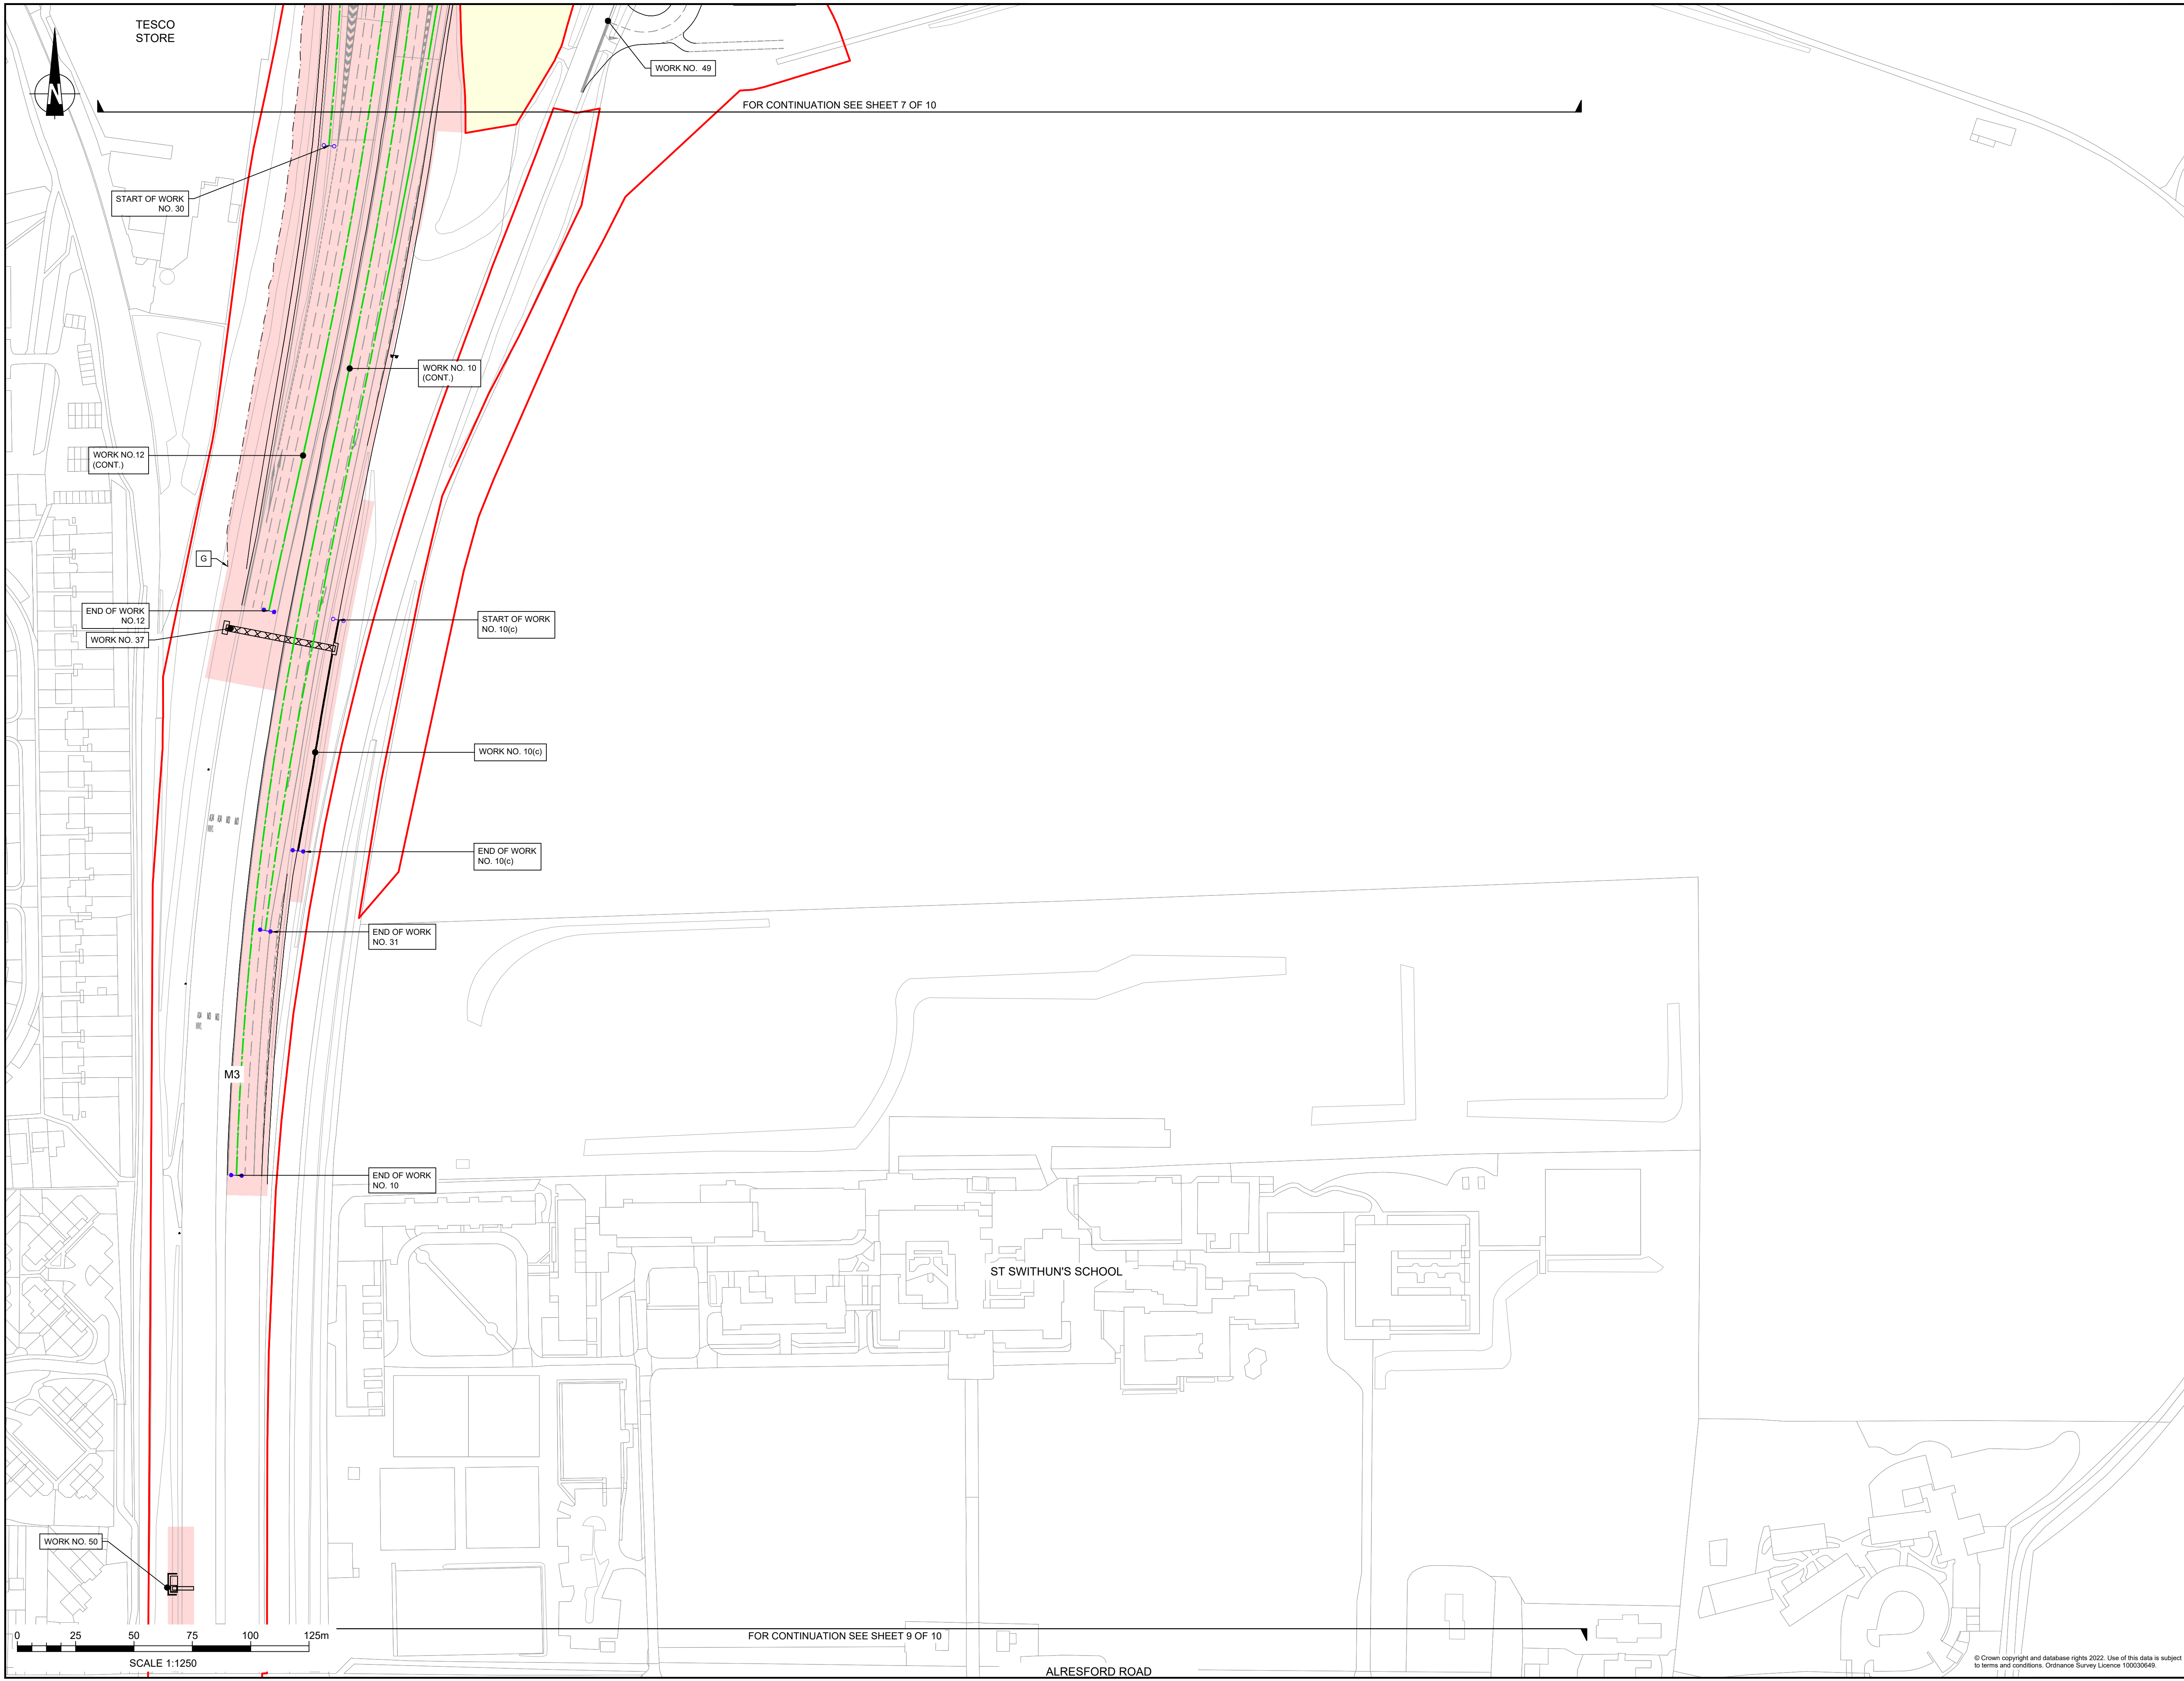 TESCO
STORE
N
WORK NO. 49
FOR CONTINUATION SEE SHEET 7 OF 10
START OF WORK
NO. 30
WORK NO. 10
(CONT.)
WORK NO.12
(CONT.)
G
END OF WORK
NO.12
START OF WORK
NO. 10(c)
WORK NO. 37
WORK NO. 10(c)
END OF WORK
NO. 10(c)
END OF WORK
NO. 31
M3
END OF WORK
NO. 10
ST SWITHUN'S SCHOOL
WORK NO. 50
0 25 50 75 100 125m
SCALE 1:1250
FOR CONTINUATION SEE SHEET 9 OF 10
ALRESFORD ROAD
© Crown copyright and database rights 2022. Use of this data is subject
to terms and conditions. Ordnance Survey Licence 100030649.